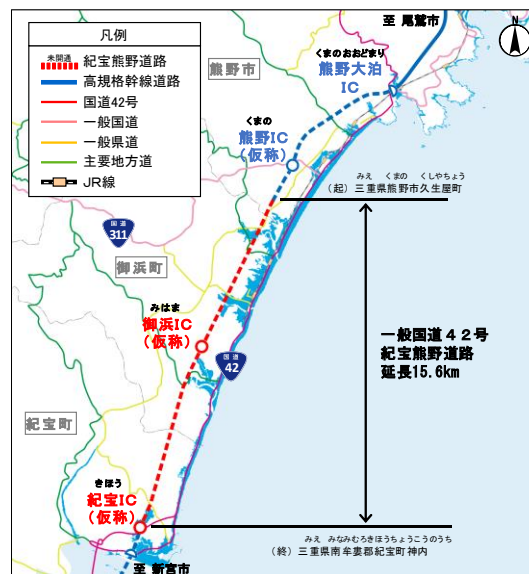 凡例
未開通
紀宝熊野道路
高規格幹線道路
国道42号
一般国道
一般県道
主要地方道
JR線
至 尾鷲市
N
熊野市
くまのおおどまり
熊野大泊
IC
くまの
熊野IC
(仮称)
みえ くまの くしやちょう
(起)三重県熊野市久生屋町
国道
311
御浜町
みはま
御浜IC
(仮称)
国道
42
一般国道42号
紀宝熊野道路
延長15.6km
紀宝町
きほう
紀宝IC
(仮称)
みえ みなみむろきほうちょうこうのうち
(終)三重県南牟婁郡紀宝町神内
至 新宮市